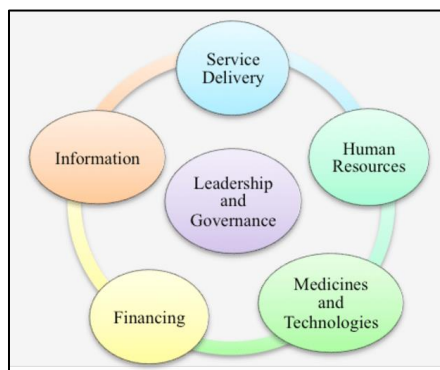 Service
Delivery
Human
Resources
Information
Leadership
and
Governance
Medicines
and
Technologies
Financing